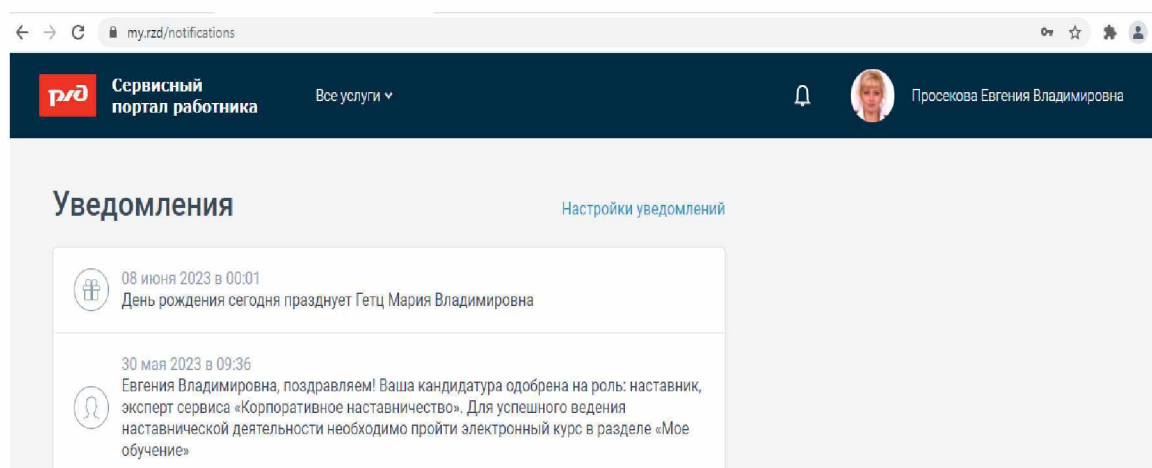 my.rzd/notifications
ржд
Сервисный
портал работника
Все услуги
Просекова Евгения Владимировна
Уведомления
Настройки уведомлений
08 июня 2023 в 00:01
День рождения сегодня празднует Гетц Мария Владимировна
30 мая 2023 в 09:36
Евгения Владимировна, поздравляем! Ваша кандидатура одобрена на роль: наставник,
эксперт сервиса «Корпоративное наставничество». Для успешного ведения
наставнической деятельности необходимо пройти электронный курс в разделе «Мое
обучение»